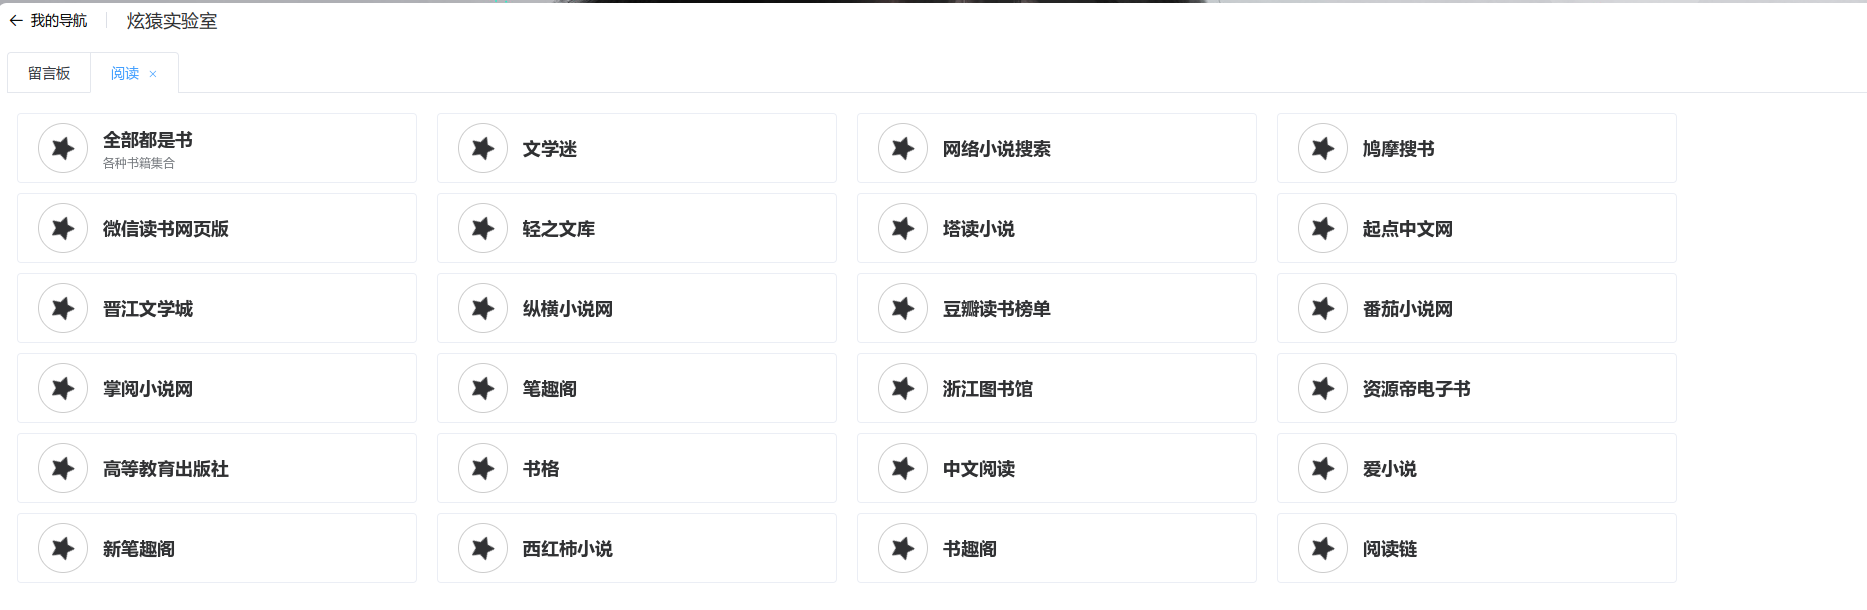 我的导航
炫猿实验室
留言板
阅读
全部都是书
各种书籍集合
文学迷
网络小说搜索
鸠摩搜书
微信读书网页版
轻之文库
塔读小说
起点中文网
晋江文学城
纵横小说网
豆瓣读书榜单
番茄小说网
掌阅小说网
笔趣阁
浙江图书馆
资源帝电子书
高等教育出版社
书格
中文阅读
爱小说
新笔趣阁
西红柿小说
书趣阁
阅读链